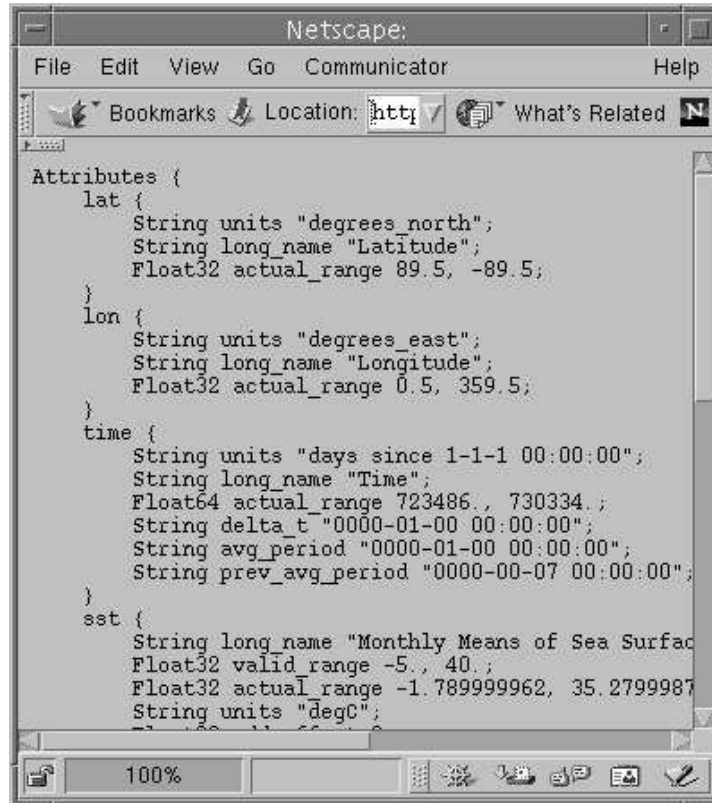 Netscape:
File Edit View Go Communicator Help
Bookmarks Location: http What's Related N
Attributes {
    lat {
        String units "degrees_north";
        String long_name "Latitude";
        Float32 actual_range 89.5, -89.5;
    }
    lon {
        String units "degrees_east";
        String long_name "Longitude";
        Float32 actual_range 0.5, 359.5;
    }
    time {
        String units "days since 1-1-1 00:00:00";
        String long_name "Time";
        Float64 actual_range 723486., 730334.;
        String delta_t "0000-01-00 00:00:00";
        String avg_period "0000-01-00 00:00:00";
        String prev_avg_period "0000-00-07 00:00:00";
    }
    sst {
        String long_name "Monthly Means of Sea Surfac
        Float32 valid_range -5., 40.;
        Float32 actual_range -1.789999962, 35.2799987
        String units "degC";
100%